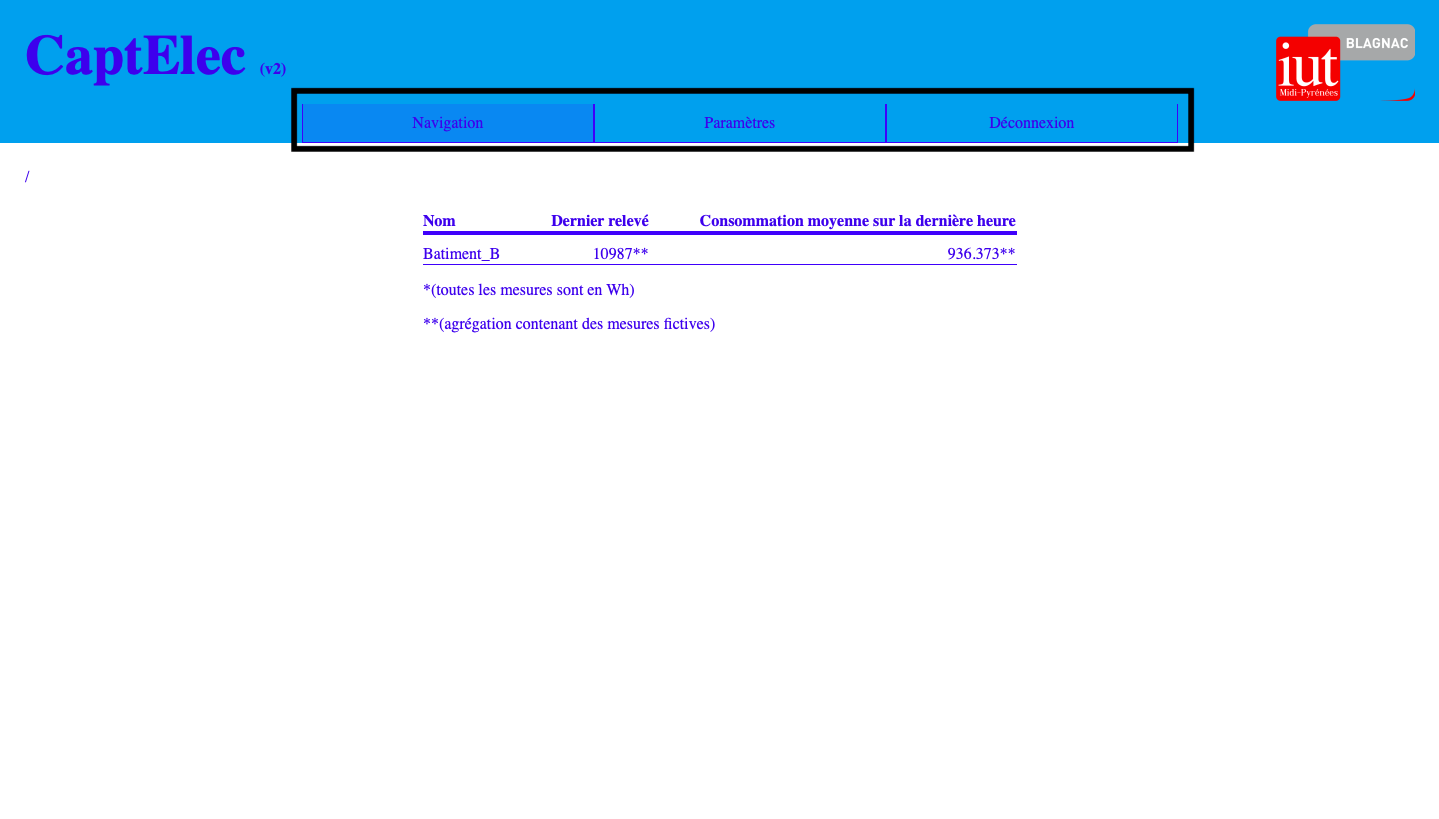 CaptElec (v2)
BLAGNAC
iut
Midi-Pyrénées
Navigation Paramètres Déconnexion
/
Nom Dernier relevé Consommation moyenne sur la dernière heure
Batiment_B 10987** 936.373**
*(toutes les mesures sont en Wh)
**(agrégation contenant des mesures fictives)